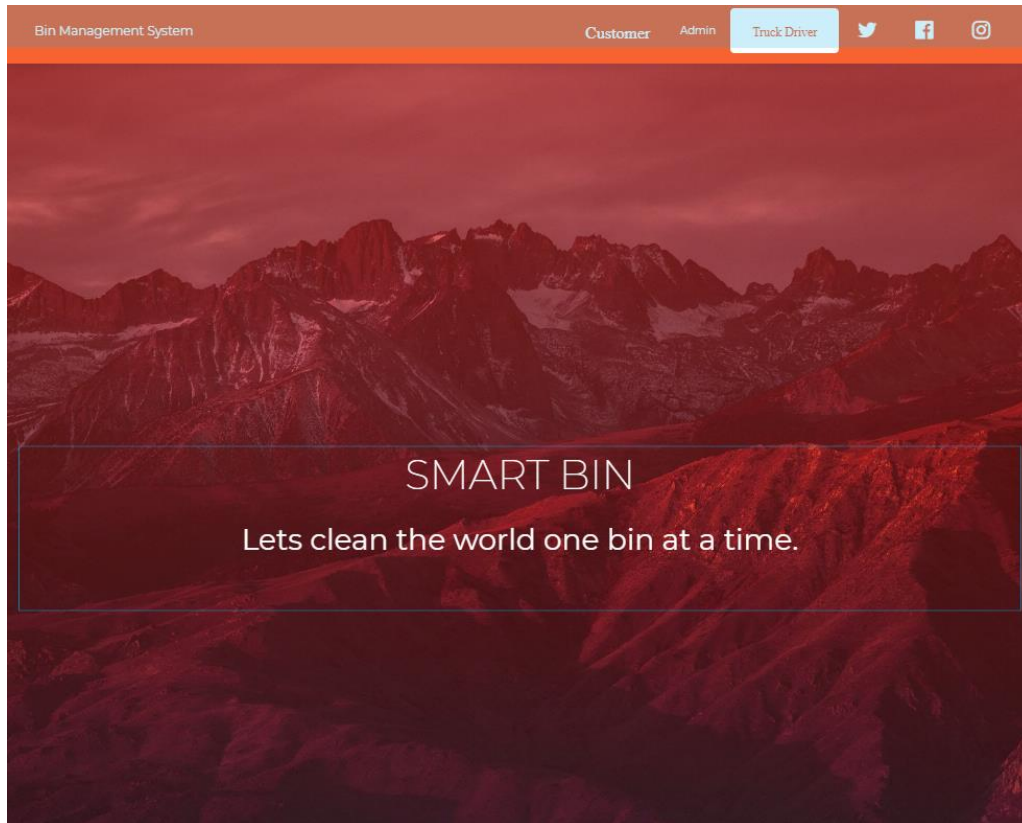 Bin Management System Customer Admin Truck Driver
SMART BIN
Lets clean the world one bin at a time.